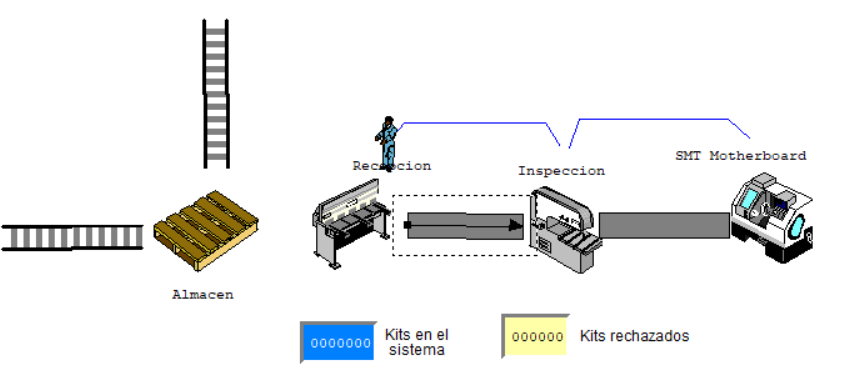 SMT Motherboard
Recepcion
Inspeccion
Almacen
0000000
Kits en el
sistema
000000
Kits rechazados